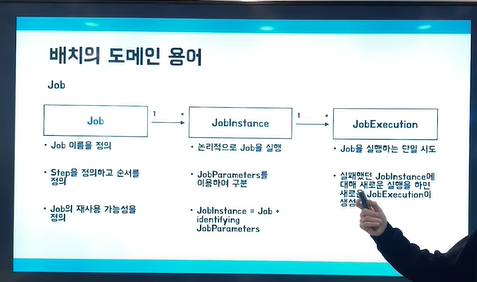 배치의 도메인 용어
Job
Job
1
*
JobInstance
1
*
JobExecution
• Job 이름을 정의
• Step을 정의하고 순서를
정의
• Job의 재사용 가능성을
정의
• 논리적으로 Job을 실행
• JobParameters를
이용하여 구분
• JobInstance = Job +
identifying
JobParameters
• Job을 실행하는 단일 시도
• 실패했던 JobInstance에
대해 새로운 실행을 하면
새로운 JobExecution이
생성